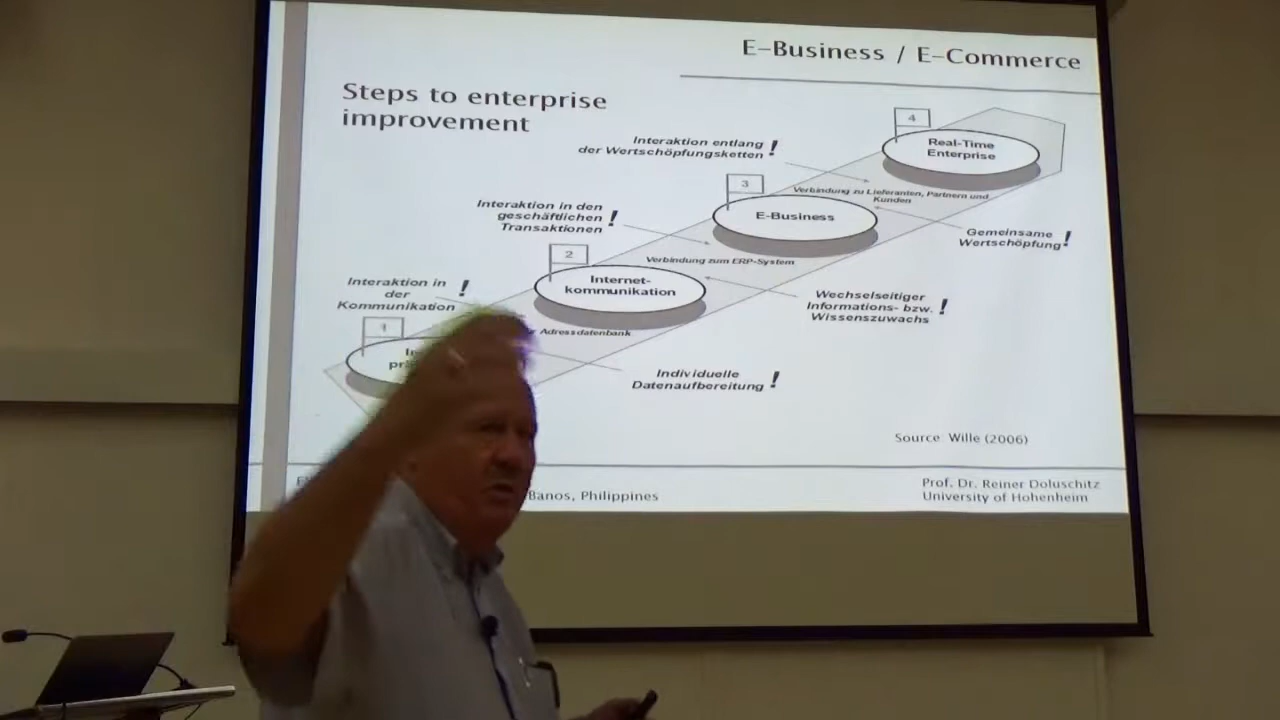 E-Business / E-Commerce
Steps to enterprise
improvement
4
Real-Time
Enterprise
Interaktion entlang
der Wertschöpfungsketten !
Verbindung zu Lieferanten, Partnern und
Kunden
3
E-Business
Interaktion in den
geschäftlichen !
Transaktionen
Gemeinsame
Wertschöpfung !
Verbindung zum ERP-System
2
Internet-
kommunikation
Interaktion in !
der
Kommunikation
Wechselseitiger
Informations- bzw. !
Wissenszuwachs
1
Adressdatenbank
Individuelle
Datenaufbereitung !
Source Wille (2006)
Banos, Philippines
Prof. Dr. Reiner Doluschitz
University of Hohenheim